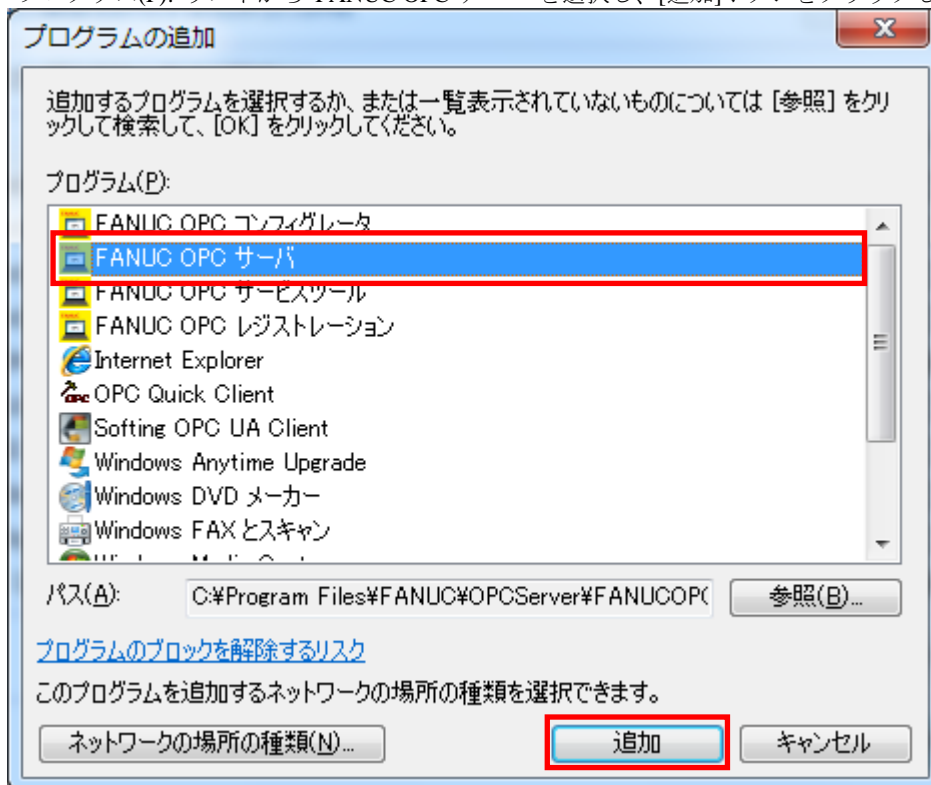 プログラムの追加
追加するプログラムを選択するか、または一覧表示されていないものについては [参照] をクリ
ックして検索して、[OK] をクリックしてください。
プログラム(P):
FANUC OPC コンフィグレータ
FANUC OPC サーバ
FANUC OPC サービスツール
FANUC OPC レジストレーション
Internet Explorer
OPC Quick Client
Softing OPC UA Client
Windows Anytime Upgrade
Windows DVD メーカー
Windows FAX とスキャン
パス(A): C:¥Program Files¥FANUC¥OPCServer¥FANUCOPC 参照(B)...
プログラムのブロックを解除するリスク
このプログラムを追加するネットワークの場所の種類を選択できます。
ネットワークの場所の種類(N)... 追加 キャンセル